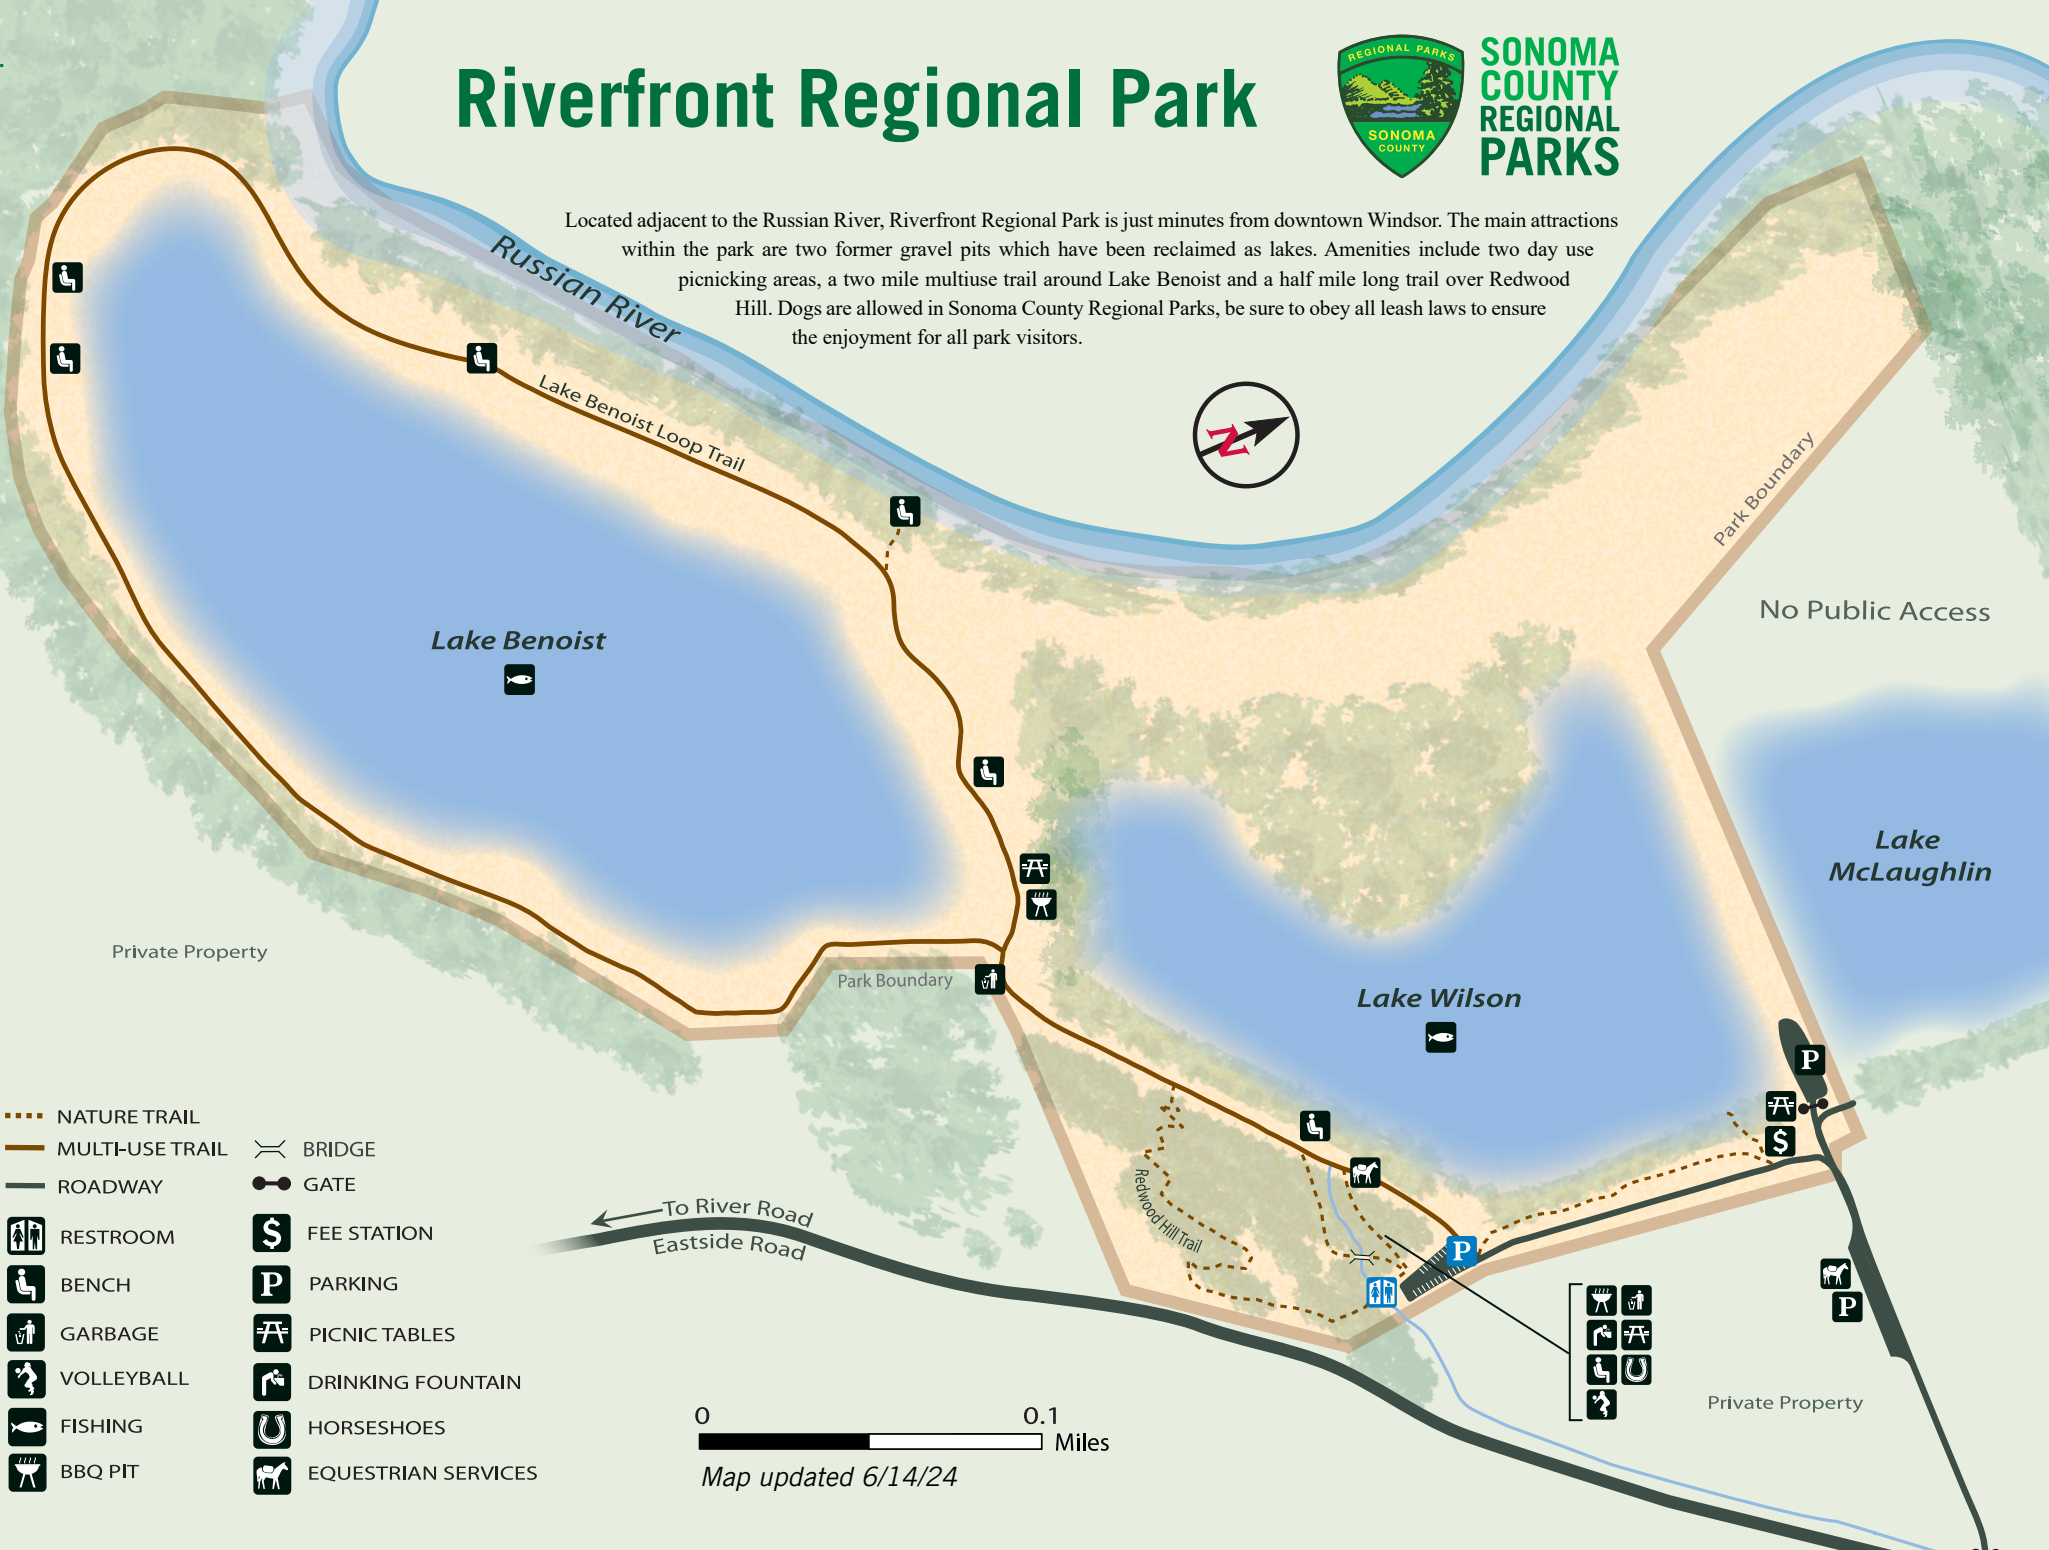 Riverfront Regional Park
REGIONAL PARKS
SONOMA
COUNTY
SONOMA
COUNTY
REGIONAL
PARKS
Located adjacent to the Russian River, Riverfront Regional Park is just minutes from downtown Windsor. The main attractions
within the park are two former gravel pits which have been reclaimed as lakes. Amenities include two day use
picnicking areas, a two mile multiuse trail around Lake Benoist and a half mile long trail over Redwood
Hill. Dogs are allowed in Sonoma County Regional Parks, be sure to obey all leash laws to ensure
the enjoyment for all park visitors.
Russian River
Lake Benoist Loop Trail
N
Park Boundary
No Public Access
Lake Benoist
Lake
McLaughlin
Private Property
Park Boundary
Lake Wilson
P
$
Redwood Hill Trail
To River Road
Eastside Road
P
P
Private Property
NATURE TRAIL
MULTI-USE TRAIL
ROADWAY
RESTROOM
BENCH
GARBAGE
VOLLEYBALL
FISHING
BBQ PIT
BRIDGE
GATE
$ FEE STATION
P PARKING
PICNIC TABLES
DRINKING FOUNTAIN
HORSESHOES
EQUESTRIAN SERVICES
0 0.1
Miles
Map updated 6/14/24